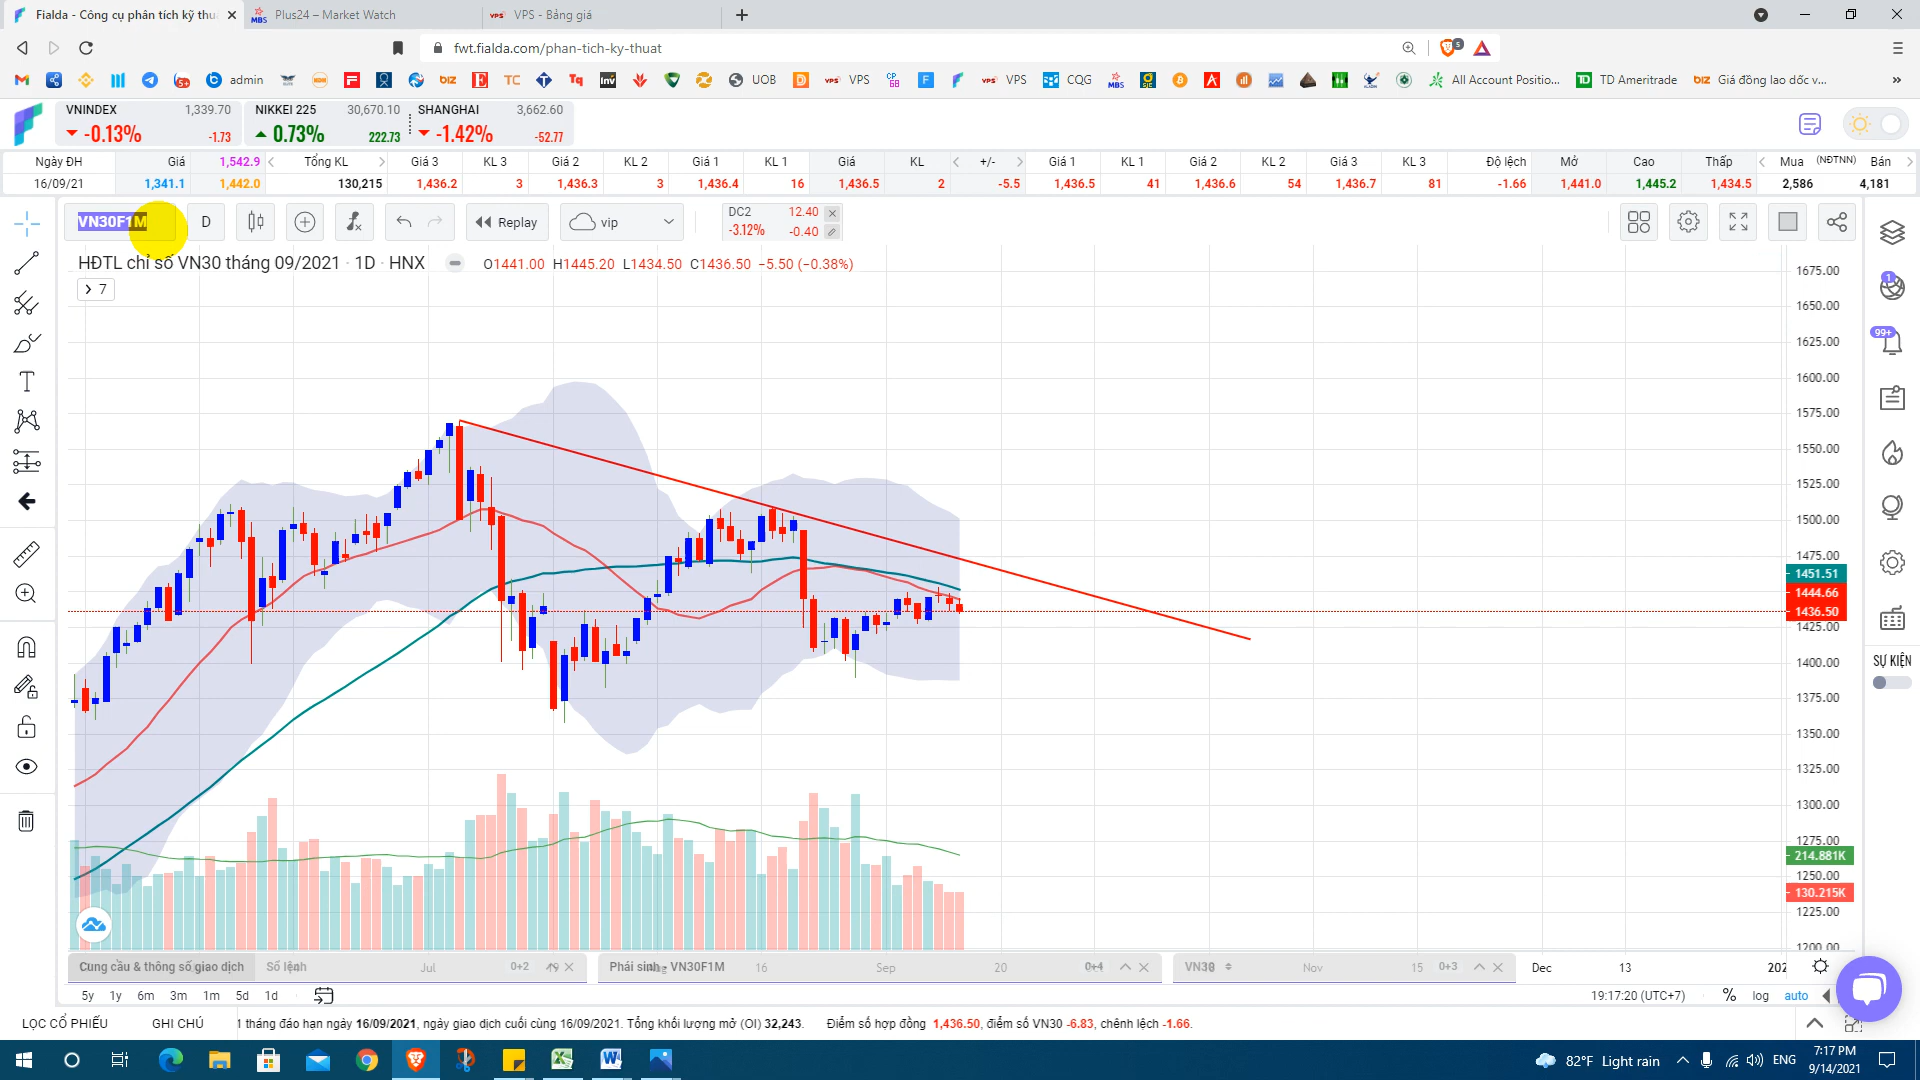 Fialda - Công cụ phân tích kỹ thu
Plus24 – Market Watch
VPS - Bảng giá
fwt.fialda.com/phan-tich-ky-thuat
admin
UOB
VPS
VPS
CQG
All Account Positio...
TD Ameritrade
Giá đồng lao dốc v...
VNINDEX 1,339.70
-0.13% -1.73
NIKKEI 225 30,670.10
0.73% 222.73
SHANGHAI 3,662.60
-1.42% -52.77
Ngày ĐH Giá 1,542.9 Tổng KL Giá 3 KL 3 Giá 2 KL 2 Giá 1 KL 1 Giá KL +/- Giá 1 KL 1 Giá 2 KL 2 Giá 3 KL 3 Độ lệch Mở Cao Thấp Mua (NĐTNN) Bán
16/09/21 1,341.1 1,442.0 130,215 1,436.2 3 1,436.3 3 1,436.4 16 1,436.5 2 -5.5 1,436.5 41 1,436.6 54 1,436.7 81 -1.66 1,441.0 1,445.2 1,434.5 2,586 4,181
VN30F1M D Replay vip
DC2 12.40
-3.12% -0.40
HĐTL chỉ số VN30 tháng 09/2021 · 1D · HNX O1441.00 H1445.20 L1434.50 C1436.50 −5.50 (−0.38%)
7
1675.00
1650.00
1625.00
1600.00
1575.00
1550.00
1525.00
1500.00
1475.00
1451.51
1444.66
1436.50
1425.00
1400.00
1375.00
1350.00
1325.00
1300.00
1275.00
214.881K
1250.00
130.215K
1225.00
1200.00
1
99+
SỰ KIỆN
Cung cầu & thông số giao dịch Sổ lệnh Jul 0+2 19 Phái sinh - VN30F1M 16 Sep 20 0+4 VN30 Nov 15 0+3 Dec 13 202
5y 1y 6m 3m 1m 5d 1d 19:17:20 (UTC+7) % log auto
LỌC CỔ PHIẾU GHI CHÚ 1 tháng đáo hạn ngày 16/09/2021, ngày giao dịch cuối cùng 16/09/2021. Tổng khối lượng mở (OI) 32,243. Điểm số hợp đồng 1,436.50, điểm số VN30 -6.83, chênh lệch -1.66.
82°F Light rain ENG 7:17 PM
9/14/2021